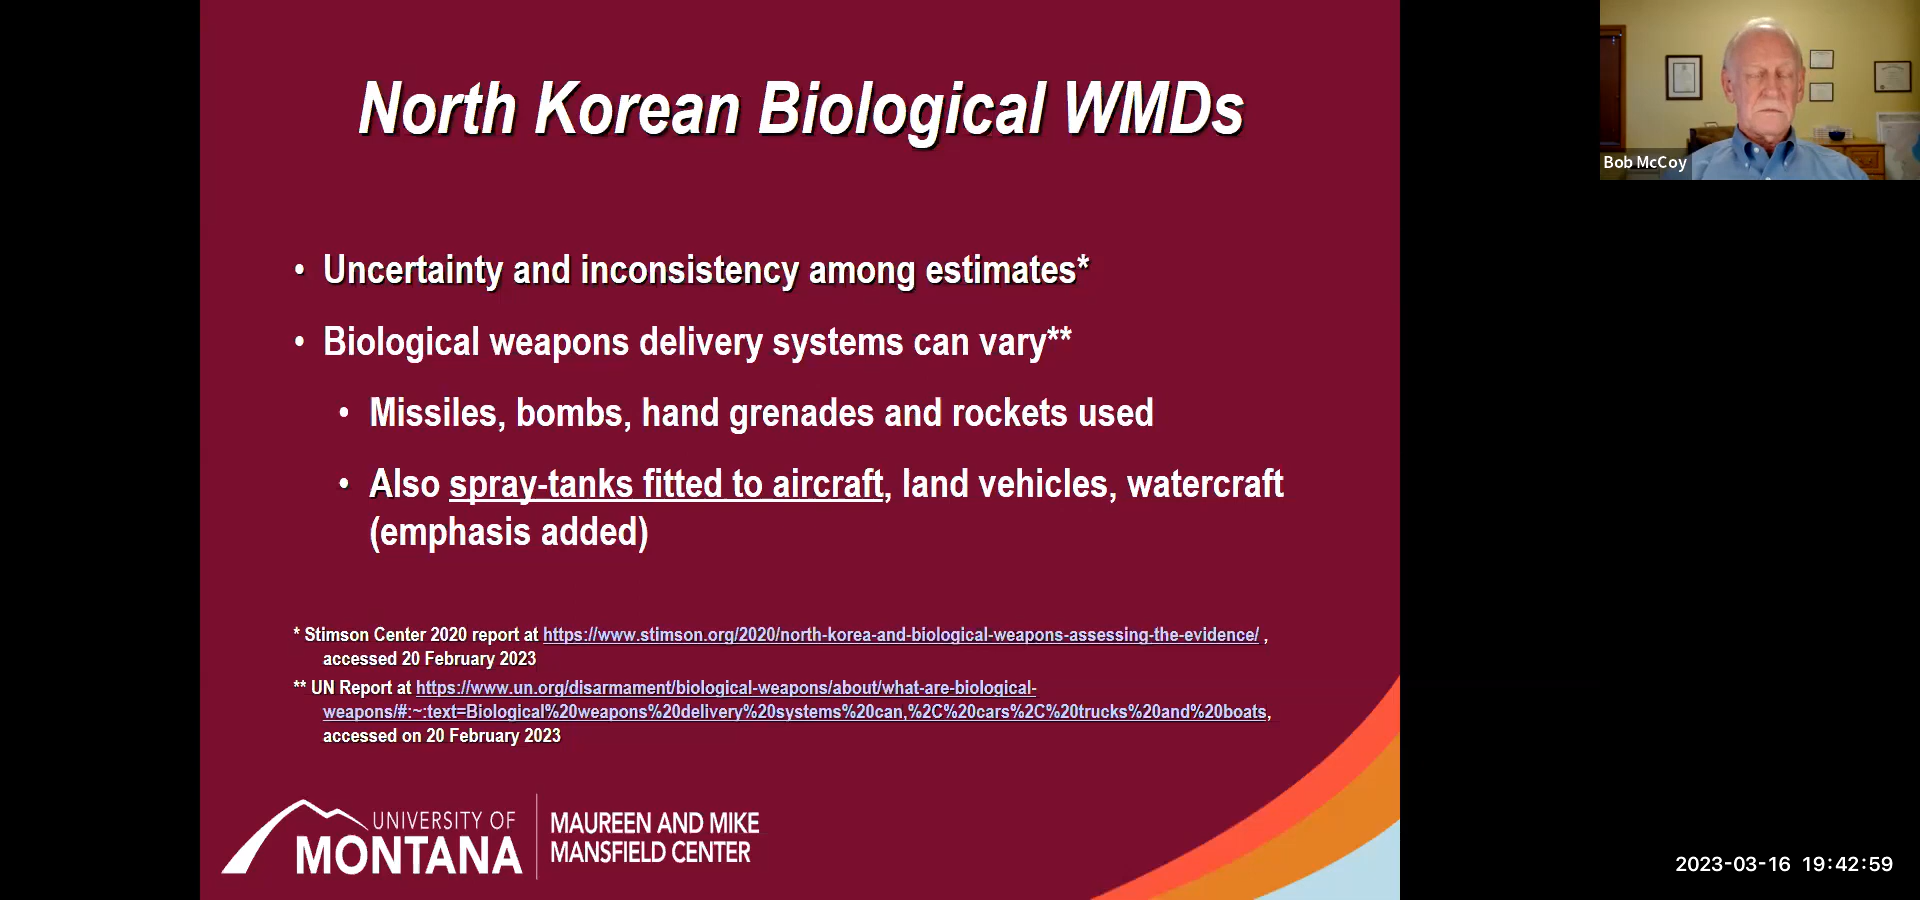 North Korean Biological WMDs
• Uncertainty and inconsistency among estimates*
• Biological weapons delivery systems can vary**
• Missiles, bombs, hand grenades and rockets used
• Also spray-tanks fitted to aircraft, land vehicles, watercraft
(emphasis added)
* Stimson Center 2020 report at https://www.stimson.org/2020/north-korea-and-biological-weapons-assessing-the-evidence/ ,
accessed 20 February 2023
** UN Report at https://www.un.org/disarmament/biological-weapons/about/what-are-biological-
weapons/#:~:text=Biological%20weapons%20delivery%20systems%20can,%2C%20cars%2C%20trucks%20and%20boats,
accessed on 20 February 2023
UNIVERSITY OF
MONTANA
MAUREEN AND MIKE
MANSFIELD CENTER
Bob McCoy
2023-03-16 19:42:59